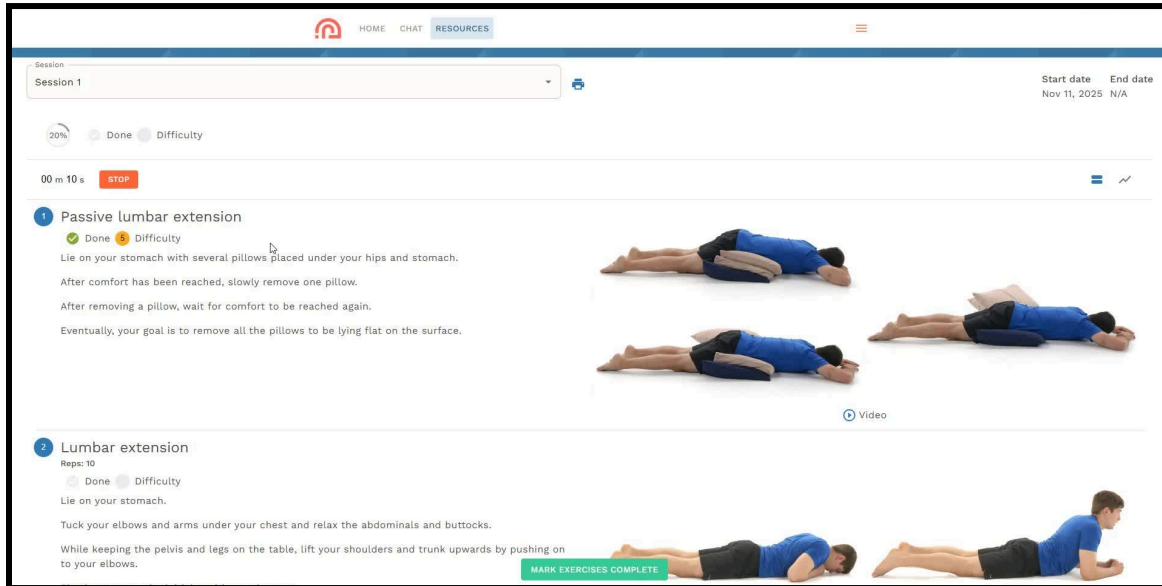 HOME CHAT RESOURCES
Session
Session 1
Start date End date
Nov 11, 2025 N/A
20% Done Difficulty
00 m 10 s STOP
1 Passive lumbar extension
Done 5 Difficulty
Lie on your stomach with several pillows placed under your hips and stomach.
After comfort has been reached, slowly remove one pillow.
After removing a pillow, wait for comfort to be reached again.
Eventually, your goal is to remove all the pillows to be lying flat on the surface.
Video
2 Lumbar extension
Reps: 10
Done Difficulty
Lie on your stomach.
Tuck your elbows and arms under your chest and relax the abdominals and buttocks.
While keeping the pelvis and legs on the table, lift your shoulders and trunk upwards by pushing on
to your elbows.
MARK EXERCISES COMPLETE